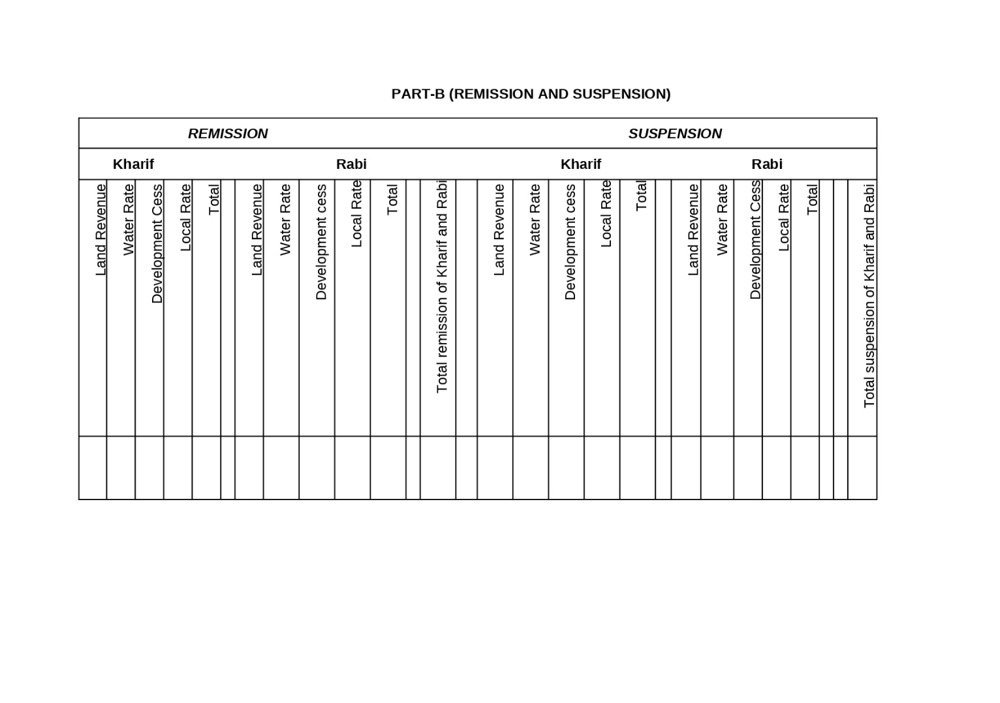 PART-B (REMISSION AND SUSPENSION)
REMISSION SUSPENSION
Kharif Rabi Kharif Rabi
Land Revenue
Water Rate
Development Cess
Local Rate
Total
Land Revenue
Water Rate
Development cess
Local Rate
Total
Total remission of Kharif and Rabi
Land Revenue
Water Rate
Development cess
Local Rate
Total
Land Revenue
Water Rate
Development Cess
Local Rate
Total
Total suspension of Kharif and Rabi